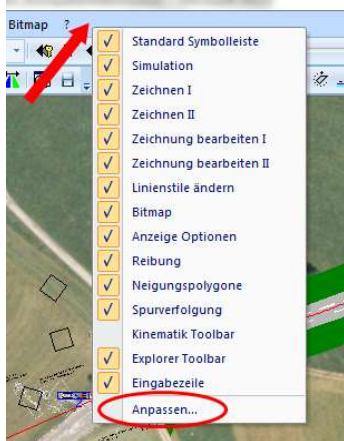 Bitmap ?
Standard Symbolleiste
Simulation
Zeichnen I
Zeichnen II
Zeichnung bearbeiten I
Zeichnung bearbeiten II
Linienstile ändern
Bitmap
Anzeige Optionen
Reibung
Neigungspolygone
Spurverfolgung
Kinematik Toolbar
Explorer Toolbar
Eingabezeile
Anpassen...